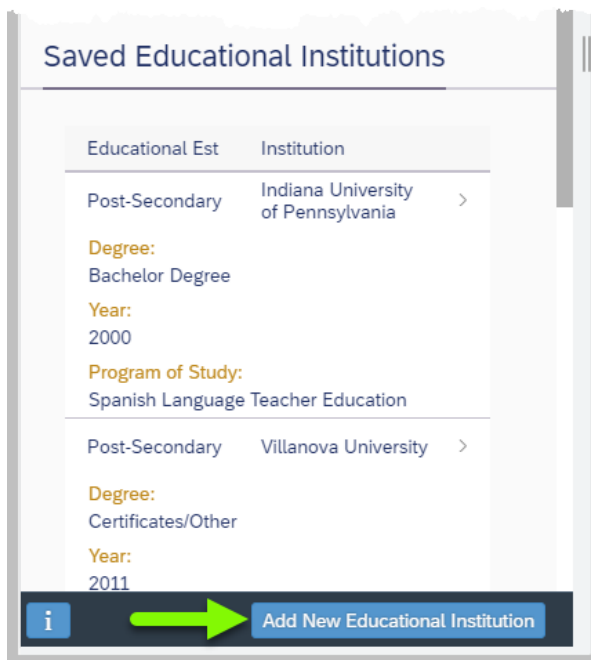 Saved Educational Institutions
Educational Est Institution
Post-Secondary Indiana University
of Pennsylvania
Degree:
Bachelor Degree
Year:
2000
Program of Study:
Spanish Language Teacher Education
Post-Secondary Villanova University
Degree:
Certificates/Other
Year:
2011
i Add New Educational Institution